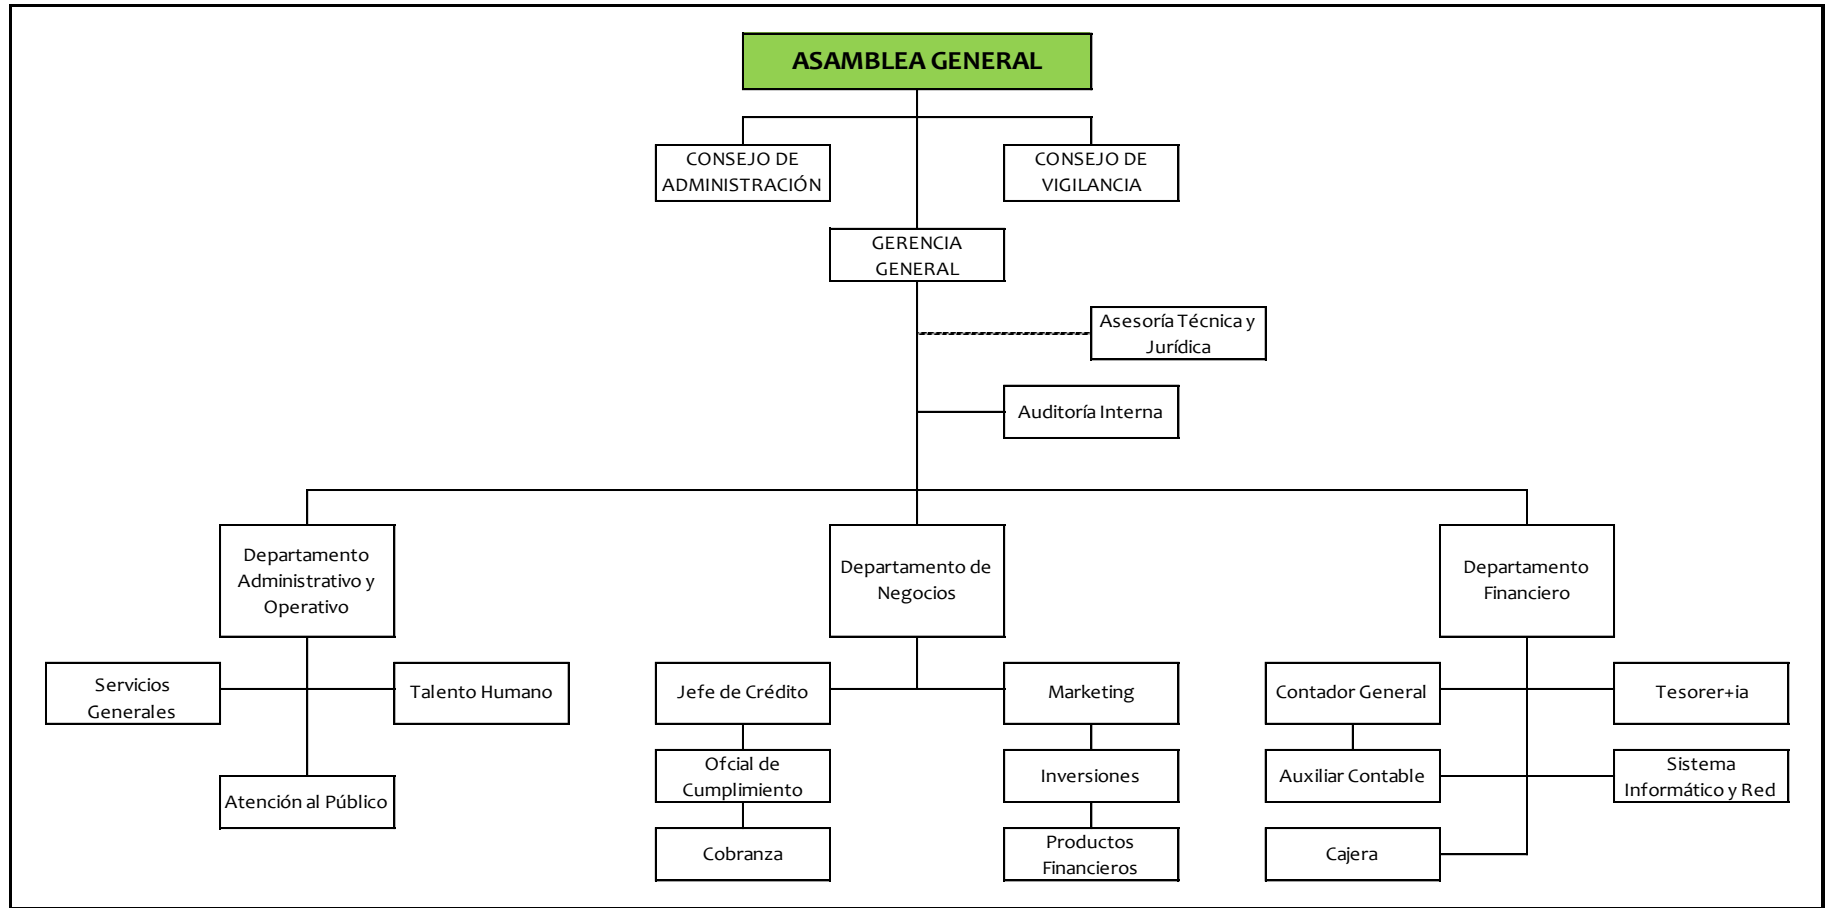 ASAMBLEA GENERAL
CONSEJO DE
ADMINISTRACIÓN
CONSEJO DE
VIGILANCIA
GERENCIA
GENERAL
Asesoría Técnica y
Jurídica
Auditoría Interna
Departamento
Administrativo y
Operativo
Departamento de
Negocios
Departamento
Financiero
Servicios
Generales
Talento Humano
Jefe de Crédito
Marketing
Contador General
Tesorer+ia
Atención al Público
Ofcial de
Cumplimiento
Inversiones
Auxiliar Contable
Sistema
Informático y Red
Cobranza
Productos
Financieros
Cajera